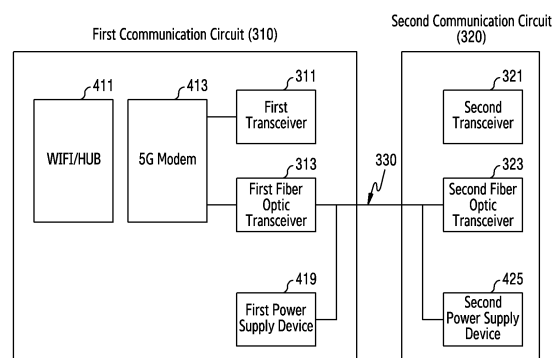 First Ccommunication Circuit (310)
Second Communication Circuit
(320)
411
413
311
321
WIFI/HUB
5G Modem
First
Transceiver
Second
Transceiver
313
330
323
First Fiber
Optic
Transceiver
Second Fiber
Optic
Transceiver
419
425
First Power
Supply Device
Second
Power Supply
Device